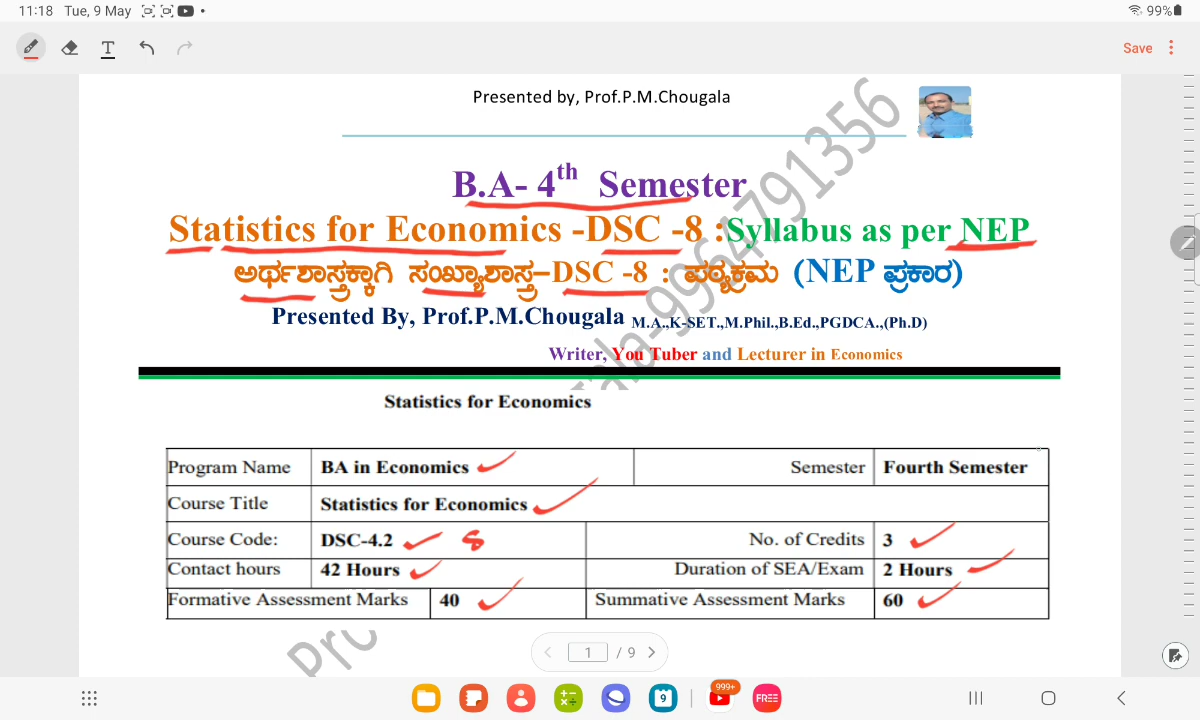 11:18 Tue, 9 May 99%
T Save
Presented by, Prof.P.M.Chougala
B.A- 4th Semester
Statistics for Economics -DSC -8 :Syllabus as per NEP
ಅರ್ಥಶಾಸ್ತ್ರಕ್ಕಾಗಿ ಸಂಖ್ಯಾಶಾಸ್ತ್ರ–DSC -8 : ಪಠ್ಯಕ್ರಮ (NEP ಪ್ರಕಾರ)
Presented By, Prof.P.M.Chougala M.A.,K-SET.,M.Phil.,B.Ed.,PGDCA.,(Ph.D)
Writer, You Tuber and Lecturer in Economics
Statistics for Economics
Program Name BA in Economics Semester Fourth Semester
Course Title Statistics for Economics
Course Code: DSC-4.2 8 No. of Credits 3
Contact hours 42 Hours Duration of SEA/Exam 2 Hours
Formative Assessment Marks 40 Summative Assessment Marks 60
Pro
ala-9964791356
1 / 9
9 999+ FREE